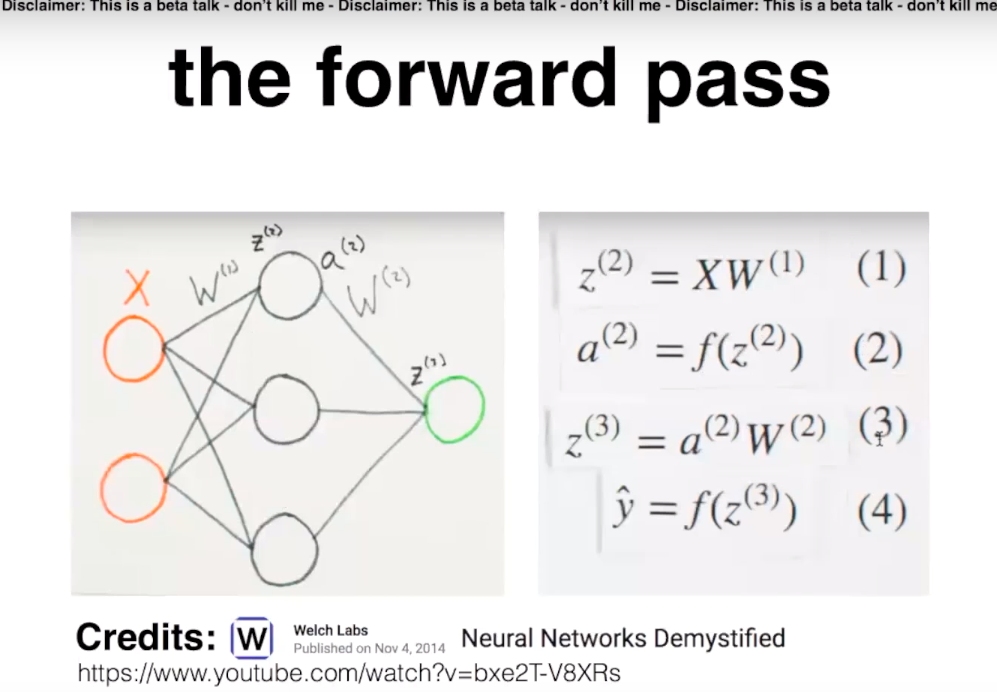 Disclaimer: This is a beta talk - don't kill me - Disclaimer: This is a beta talk - don't kill me - Disclaimer: This is a beta talk - don't kill me
the forward pass
X
W⁽¹⁾
z⁽²⁾
a⁽²⁾
W⁽²⁾
z⁽³⁾
z⁽²⁾ = XW⁽¹⁾ (1)
a⁽²⁾ = f(z⁽²⁾) (2)
z⁽³⁾ = a⁽²⁾W⁽²⁾ (3)
ŷ = f(z⁽³⁾) (4)
Credits: W Welch Labs Neural Networks Demystified
Published on Nov 4, 2014
https://www.youtube.com/watch?v=bxe2T-V8XRs